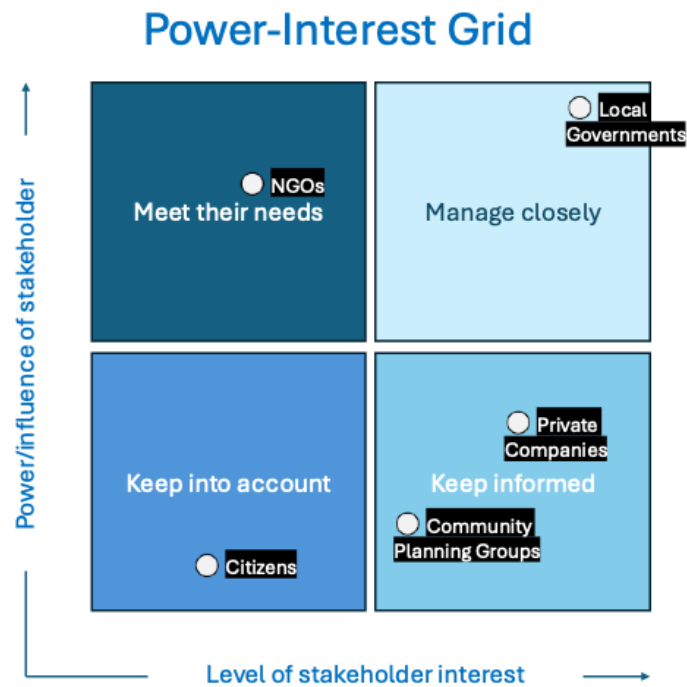 Power-Interest Grid
Power/influence of stakeholder
Local
Governments
NGOs
Meet their needs
Manage closely
Private
Companies
Keep into account
Keep informed
Community
Planning Groups
Citizens
Level of stakeholder interest